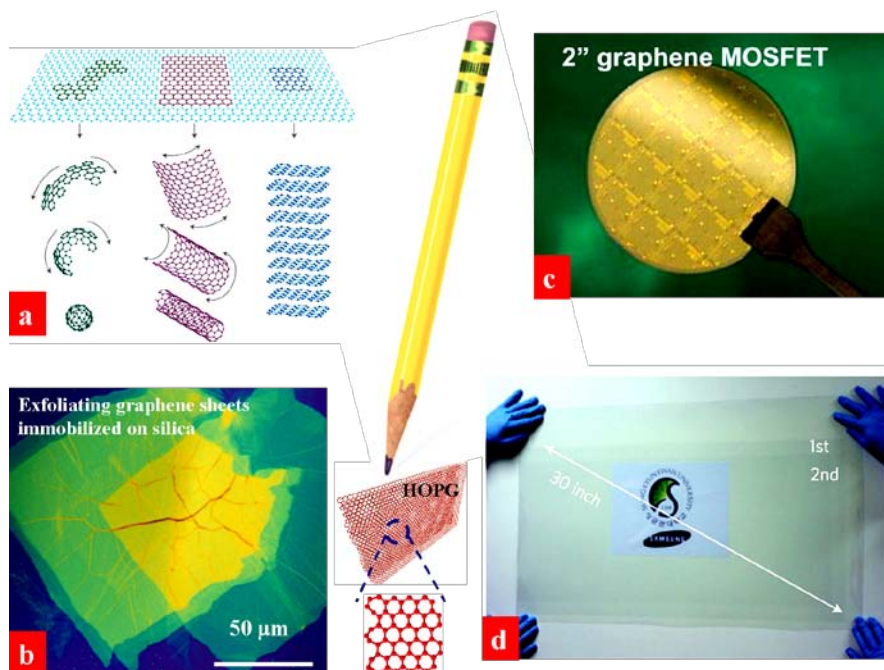 a
2” graphene MOSFET
c
Exfoliating graphene sheets
immobilized on silica
50 μm
b
HOPG
1st
2nd
30 inch
SAMSUNG
d